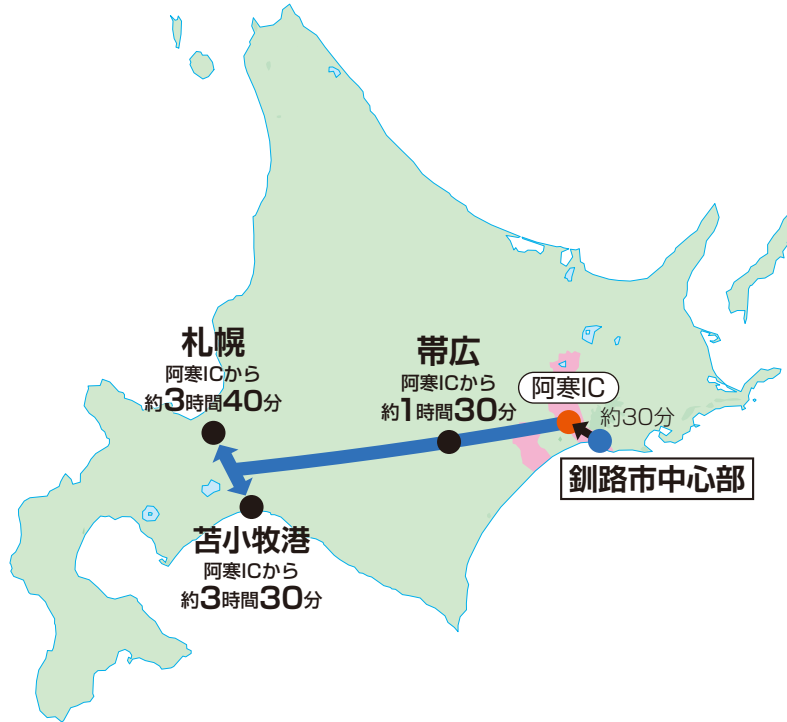 札幌
阿寒ICから
約3時間40分
帯広
阿寒ICから
約1時間30分
阿寒IC
約30分
釧路市中心部
苫小牧港
阿寒ICから
約3時間30分